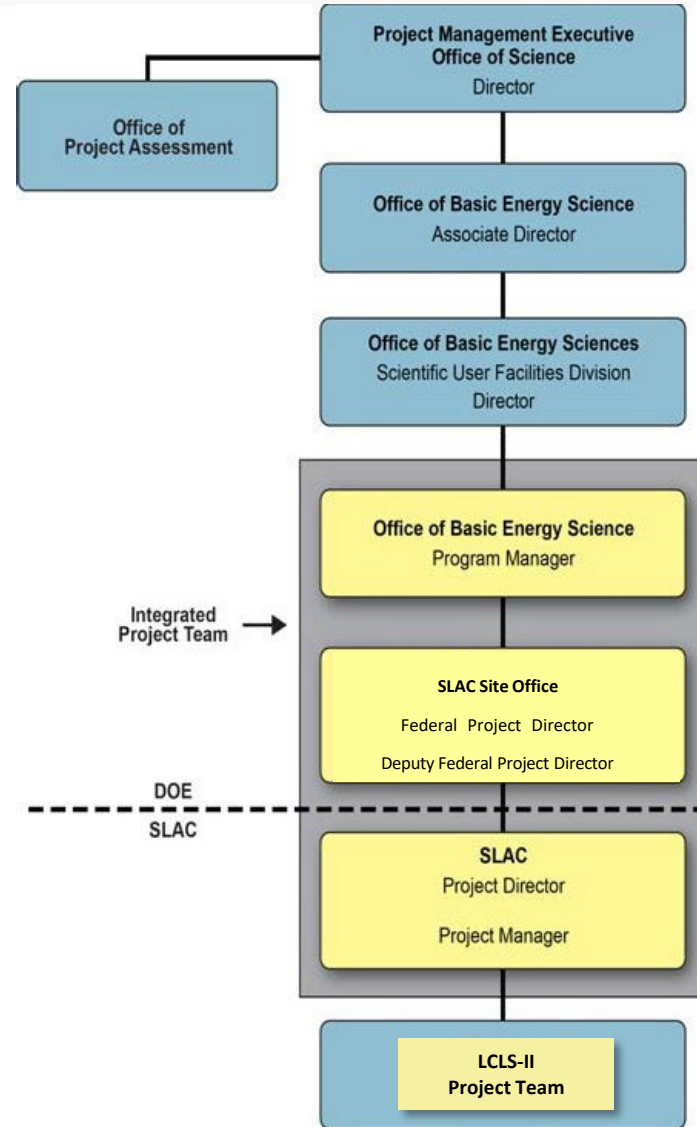 Project Management Executive
Office of Science
Director
Office of
Project Assessment
Office of Basic Energy Science
Associate Director
Office of Basic Energy Sciences
Scientific User Facilities Division
Director
Office of Basic Energy Science
Program Manager
Integrated
Project Team
SLAC Site Office
Federal Project Director
Deputy Federal Project Director
DOE
SLAC
SLAC
Project Director
Project Manager
LCLS-II
Project Team